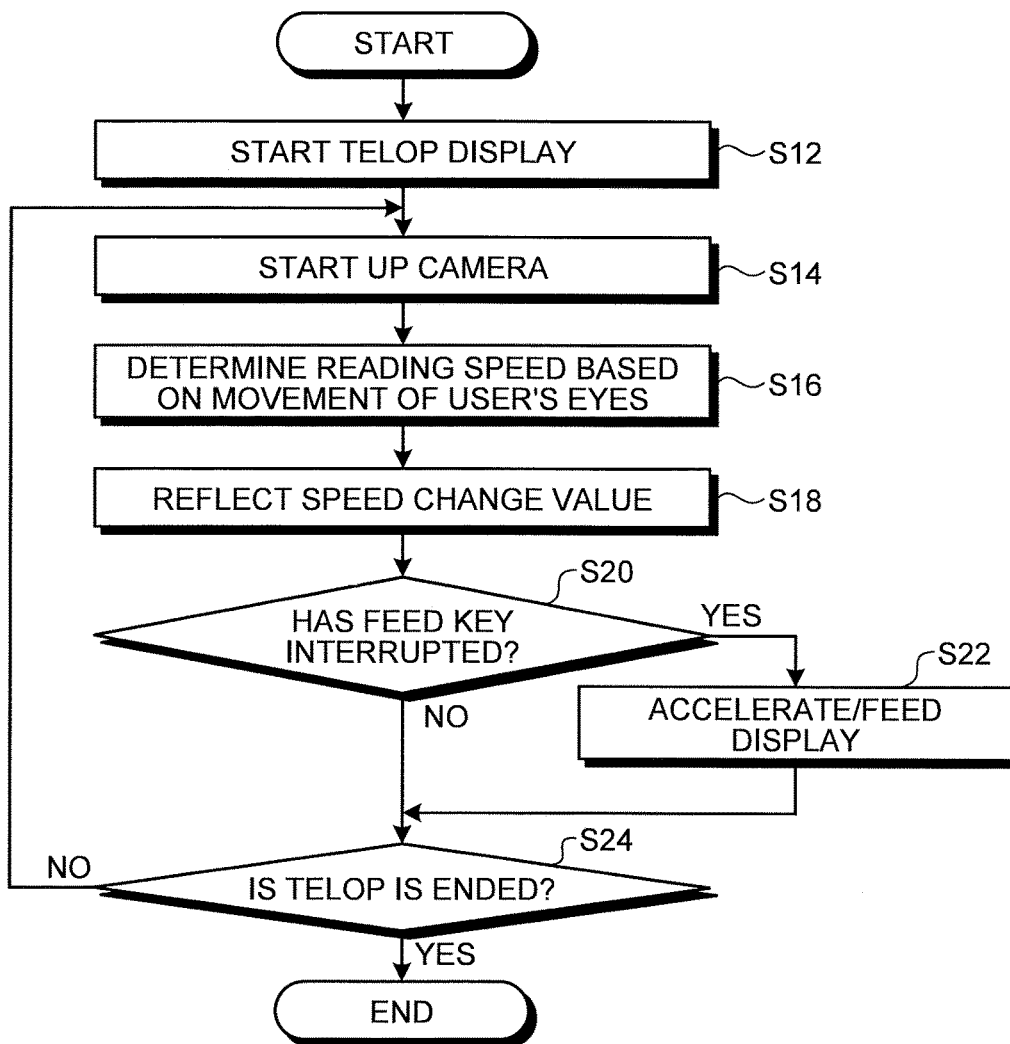 START
START TELOP DISPLAY
S12
START UP CAMERA
S14
DETERMINE READING SPEED BASED
ON MOVEMENT OF USER'S EYES
S16
REFLECT SPEED CHANGE VALUE
S18
S20
HAS FEED KEY
INTERRUPTED?
YES
NO
S22
ACCELERATE/FEED
DISPLAY
S24
NO
IS TELOP IS ENDED?
YES
END